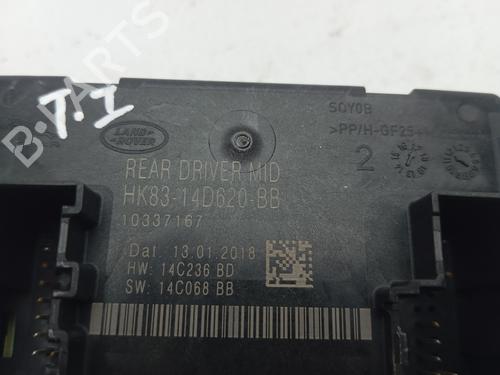 B-PARTS
T.1
LAND
ROVER
SQY0B
>PP/H-GF25
2
REAR DRIVER MID
HK83-14D620-BB
10337167
Dat: 13.01.2018
HW: 14C236 BD
SW: 14C068 BB